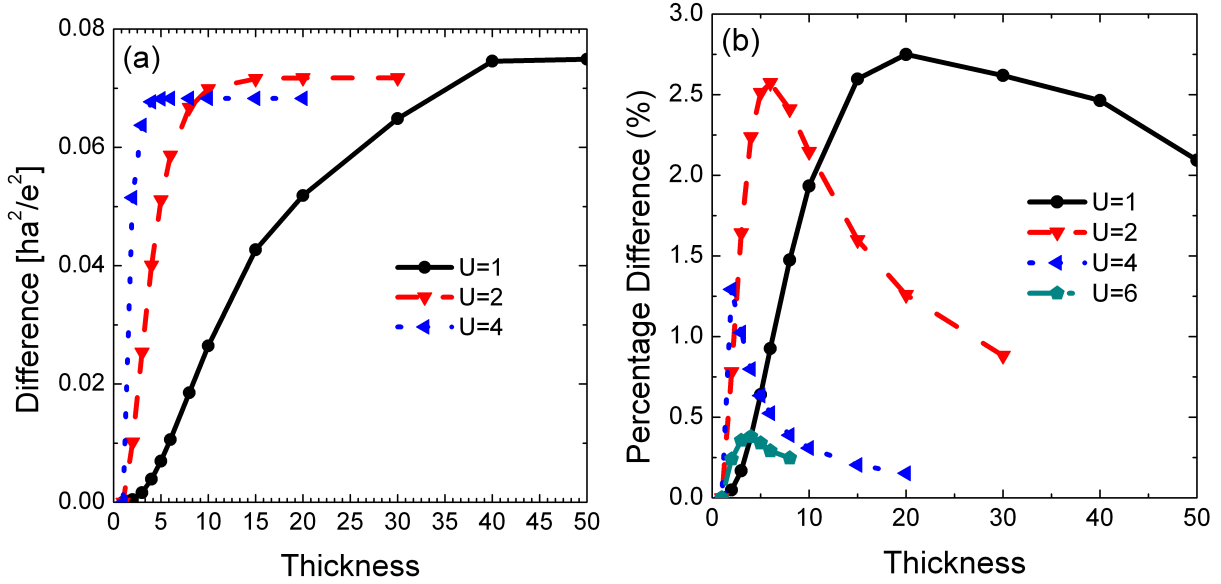 (a)
Difference [ha²/e²]
0.08
0.06
0.04
0.02
0.00
U=1
U=2
U=4
0 5 10 15 20 25 30 35 40 45 50
Thickness
(b)
Percentage Difference (%)
3.0
2.5
2.0
1.5
1.0
0.5
0.0
U=1
U=2
U=4
U=6
0 10 20 30 40 50
Thickness